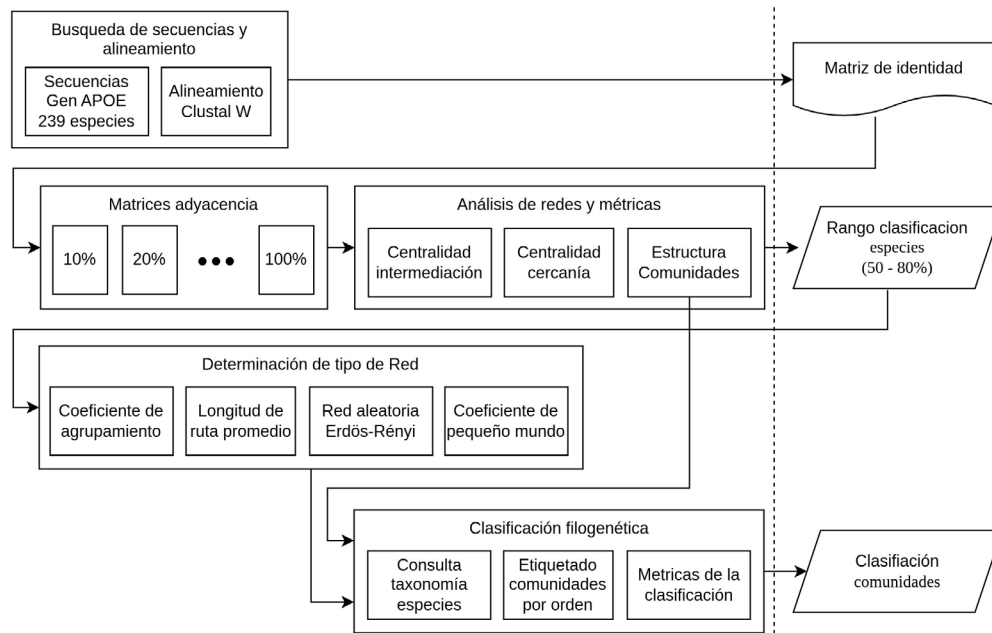 Busqueda de secuencias y
alineamiento
Secuencias
Gen APOE
239 especies
Alineamiento
Clustal W
Matriz de identidad
Matrices adyacencia
10%
20%
100%
Análisis de redes y métricas
Centralidad
intermediación
Centralidad
cercanía
Estructura
Comunidades
Rango clasificacion
especies
(50 - 80%)
Determinación de tipo de Red
Coeficiente de
agrupamiento
Longitud de
ruta promedio
Red aleatoria
Erdös-Rényi
Coeficiente de
pequeño mundo
Clasificación filogenética
Consulta
taxonomía
especies
Etiquetado
comunidades
por orden
Metricas de la
clasificación
Clasifiación
comunidades